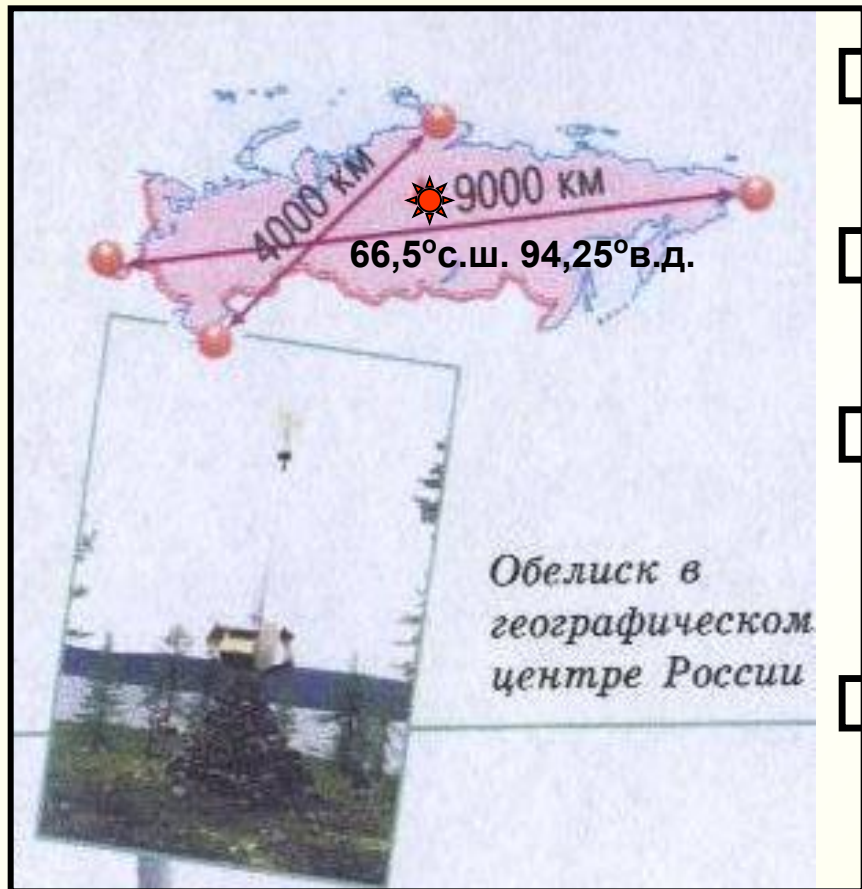 4000 км
9000 км
66,5°с.ш. 94,25°в.д.
Обелиск в
географическом
центре России